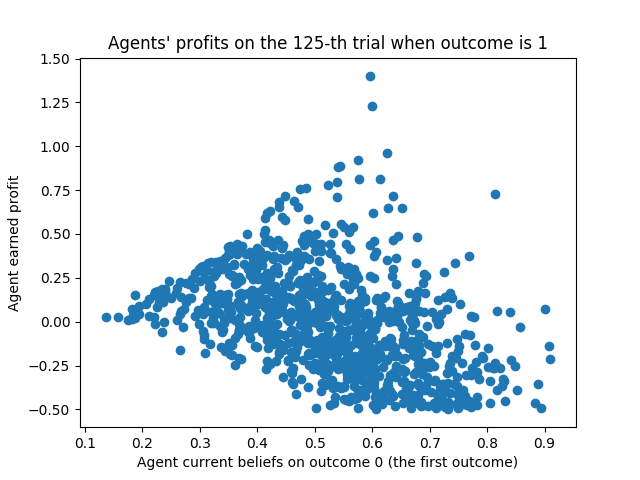 Agents' profits on the 125-th trial when outcome is 1
1.50
1.25
1.00
0.75
0.50
0.25
0.00
−0.25
−0.50
Agent earned profit
0.1 0.2 0.3 0.4 0.5 0.6 0.7 0.8 0.9
Agent current beliefs on outcome 0 (the first outcome)